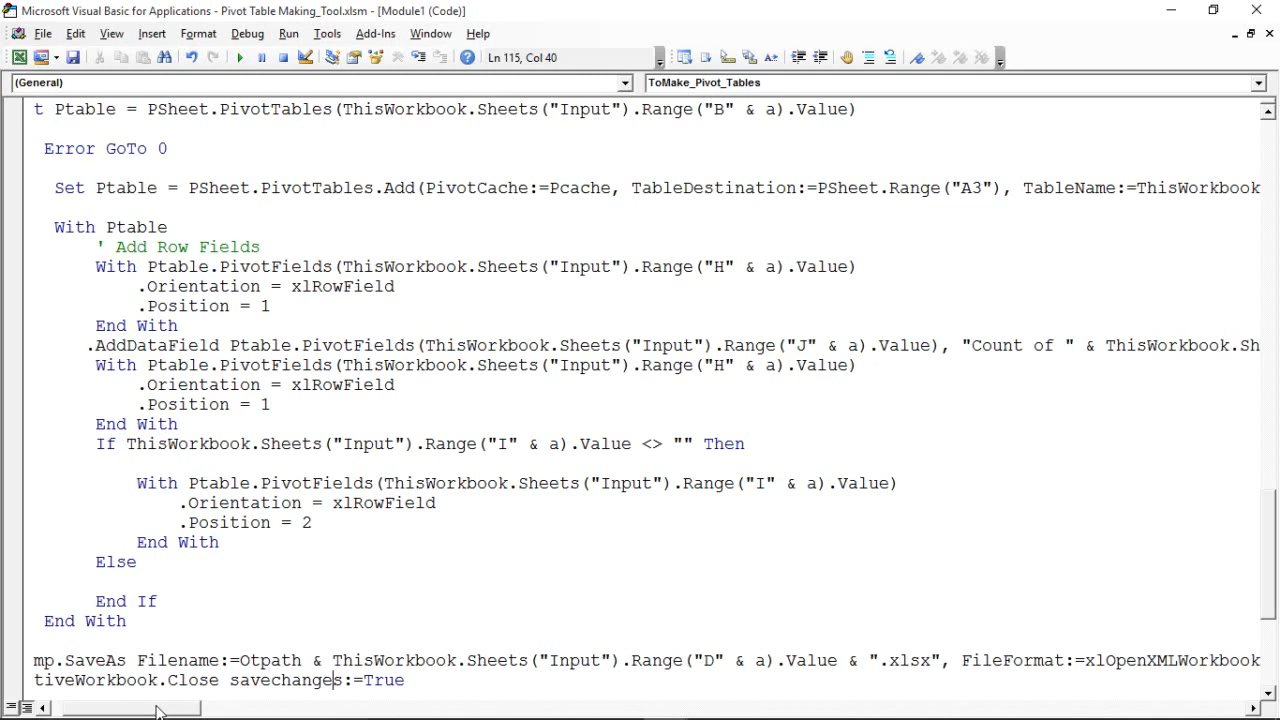 Microsoft Visual Basic for Applications - Pivot Table Making_Tool.xlsm - [Module1 (Code)]
File Edit View Insert Format Debug Run Tools Add-Ins Window Help
Ln 115, Col 40
(General) ToMake_Pivot_Tables
t Ptable = PSheet.PivotTables(ThisWorkbook.Sheets("Input").Range("B" & a).Value)
Error GoTo 0
Set Ptable = PSheet.PivotTables.Add(PivotCache:=Pcache, TableDestination:=PSheet.Range("A3"), TableName:=ThisWorkbook
With Ptable
' Add Row Fields
With Ptable.PivotFields(ThisWorkbook.Sheets("Input").Range("H" & a).Value)
.Orientation = xlRowField
.Position = 1
End With
.AddDataField Ptable.PivotFields(ThisWorkbook.Sheets("Input").Range("J" & a).Value), "Count of " & ThisWorkbook.Sh
With Ptable.PivotFields(ThisWorkbook.Sheets("Input").Range("H" & a).Value)
.Orientation = xlRowField
.Position = 1
End With
If ThisWorkbook.Sheets("Input").Range("I" & a).Value <> "" Then
With Ptable.PivotFields(ThisWorkbook.Sheets("Input").Range("I" & a).Value)
.Orientation = xlRowField
.Position = 2
End With
Else
End If
End With
mp.SaveAs Filename:=Otpath & ThisWorkbook.Sheets("Input").Range("D" & a).Value & ".xlsx", FileFormat:=xlOpenXMLWorkbook
tiveWorkbook.Close savechanges:=True